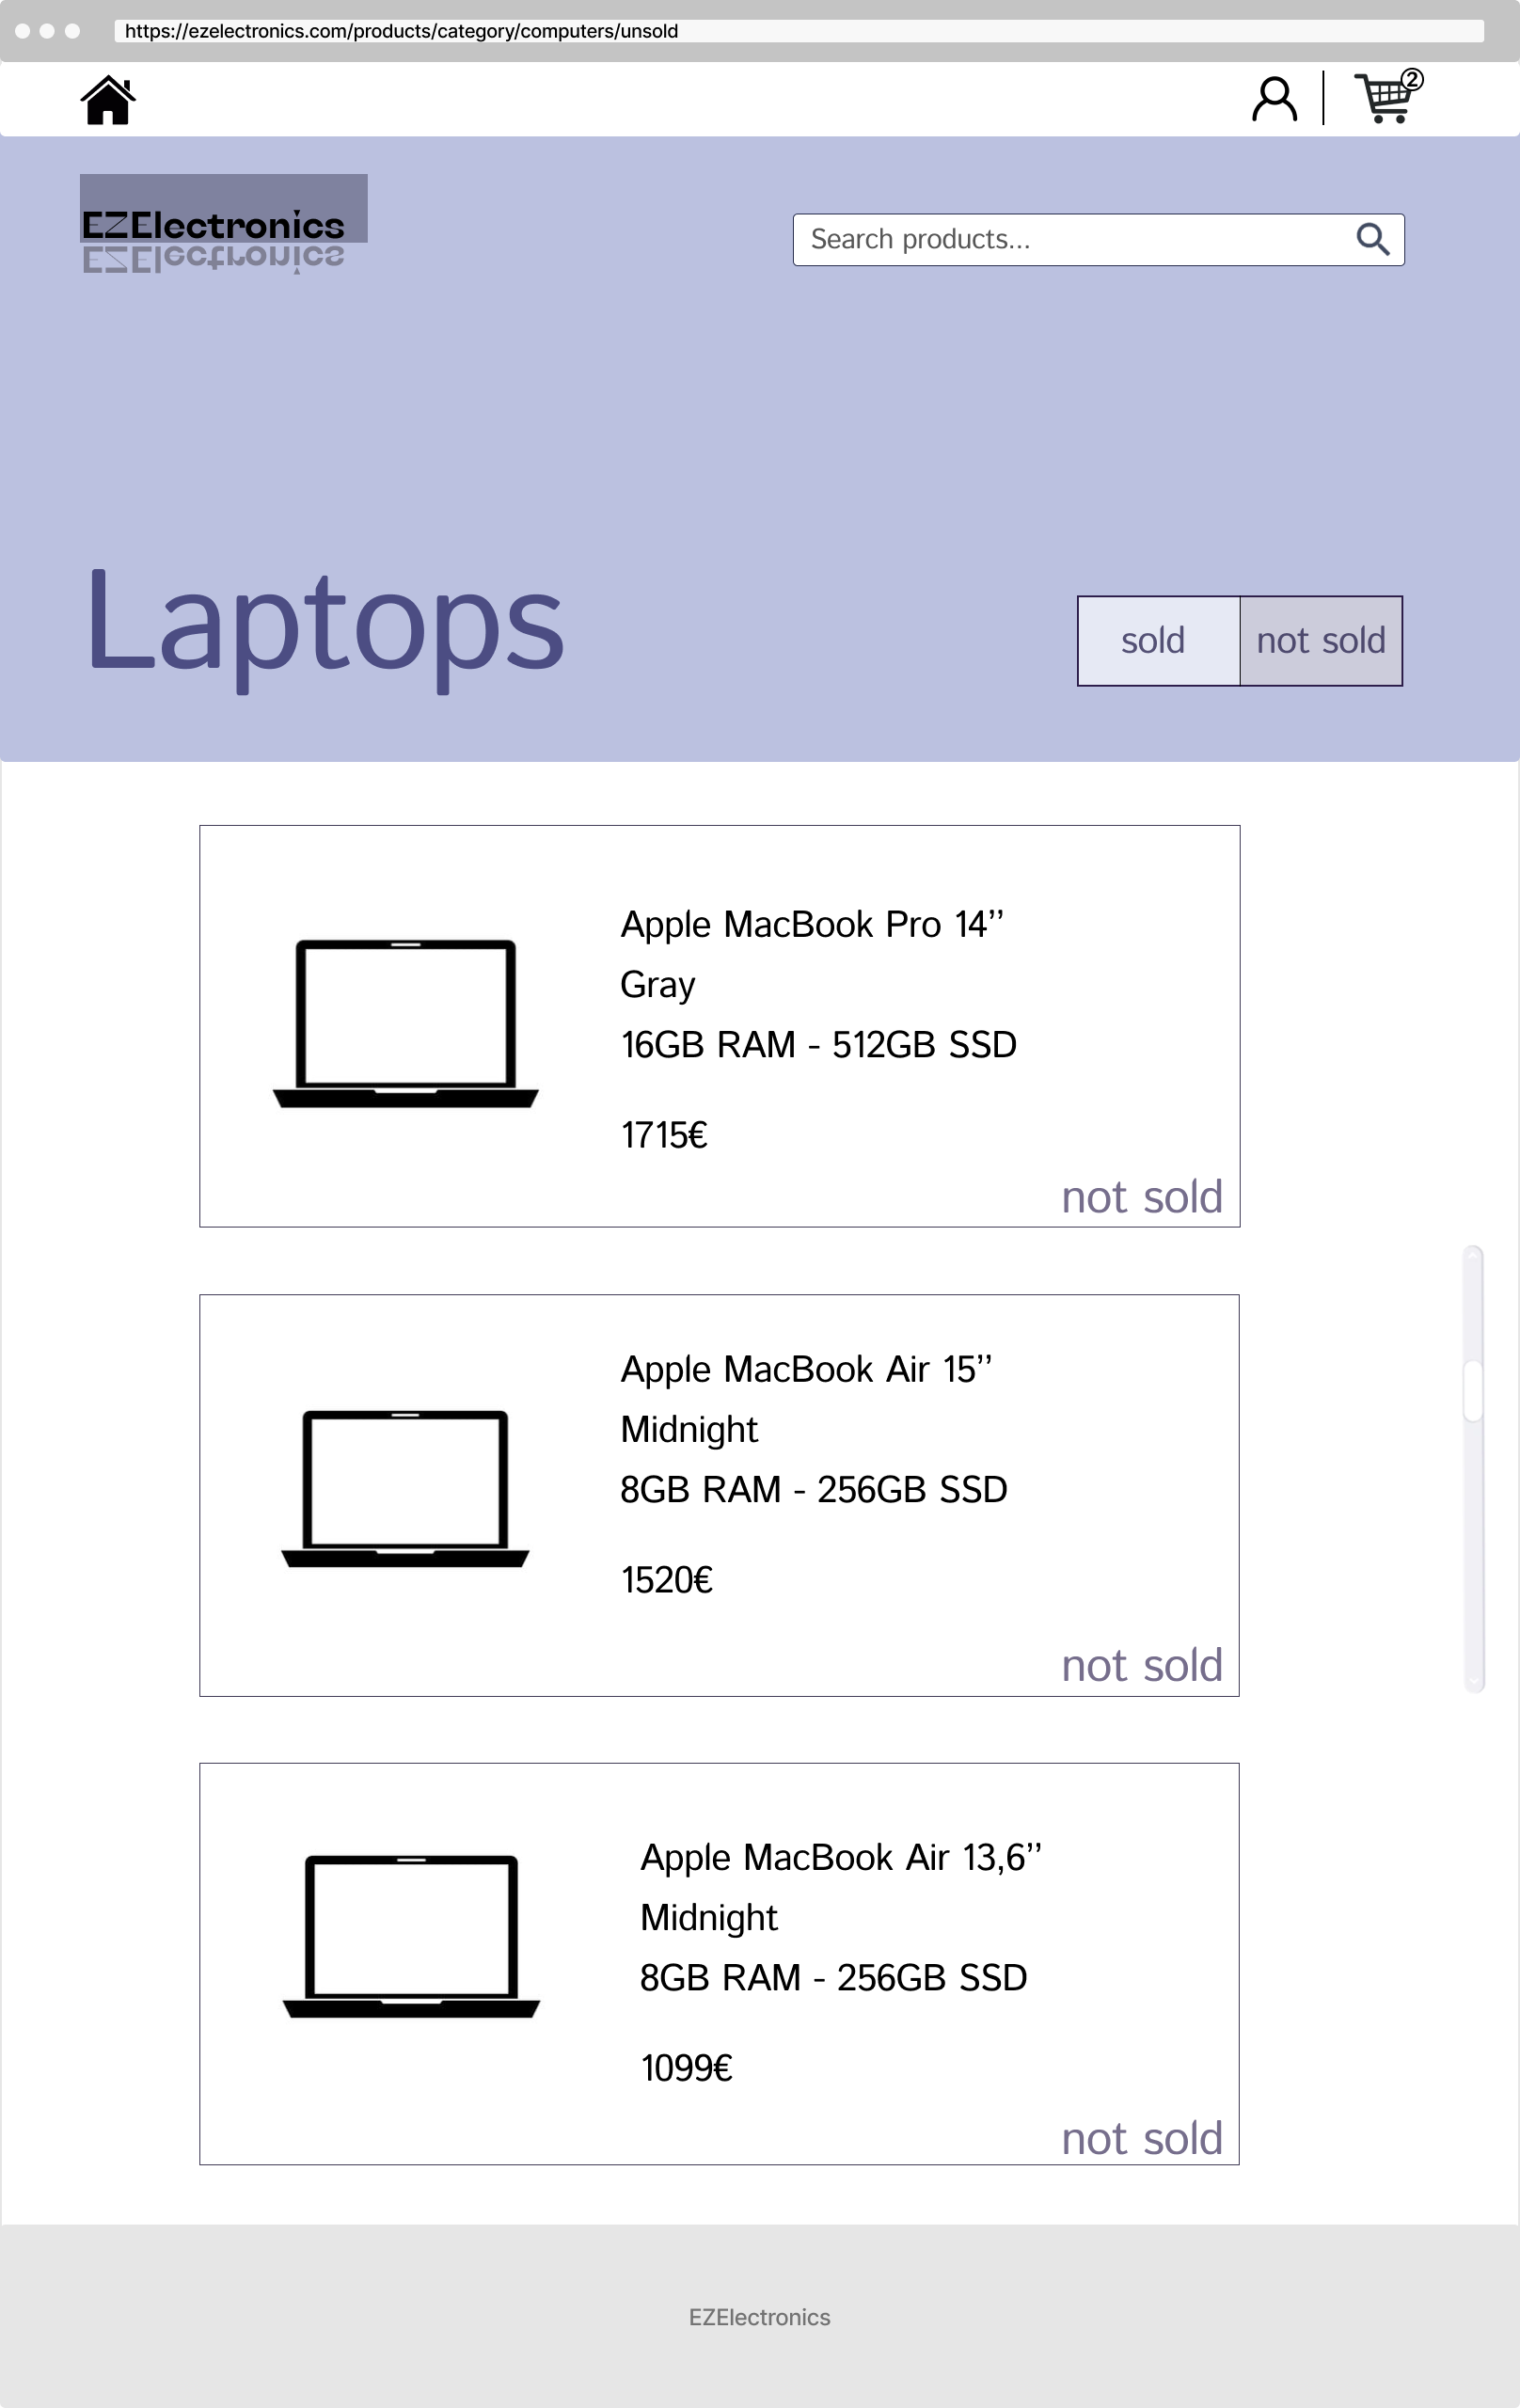 https://ezelectronics.com/products/category/computers/unsold
2
EZElectronics
EZElectronics
Search products...
Laptops
sold
not sold
Apple MacBook Pro 14’’
Gray
16GB RAM - 512GB SSD
1715€
not sold
Apple MacBook Air 15’’
Midnight
8GB RAM - 256GB SSD
1520€
not sold
Apple MacBook Air 13,6’’
Midnight
8GB RAM - 256GB SSD
1099€
not sold
EZElectronics